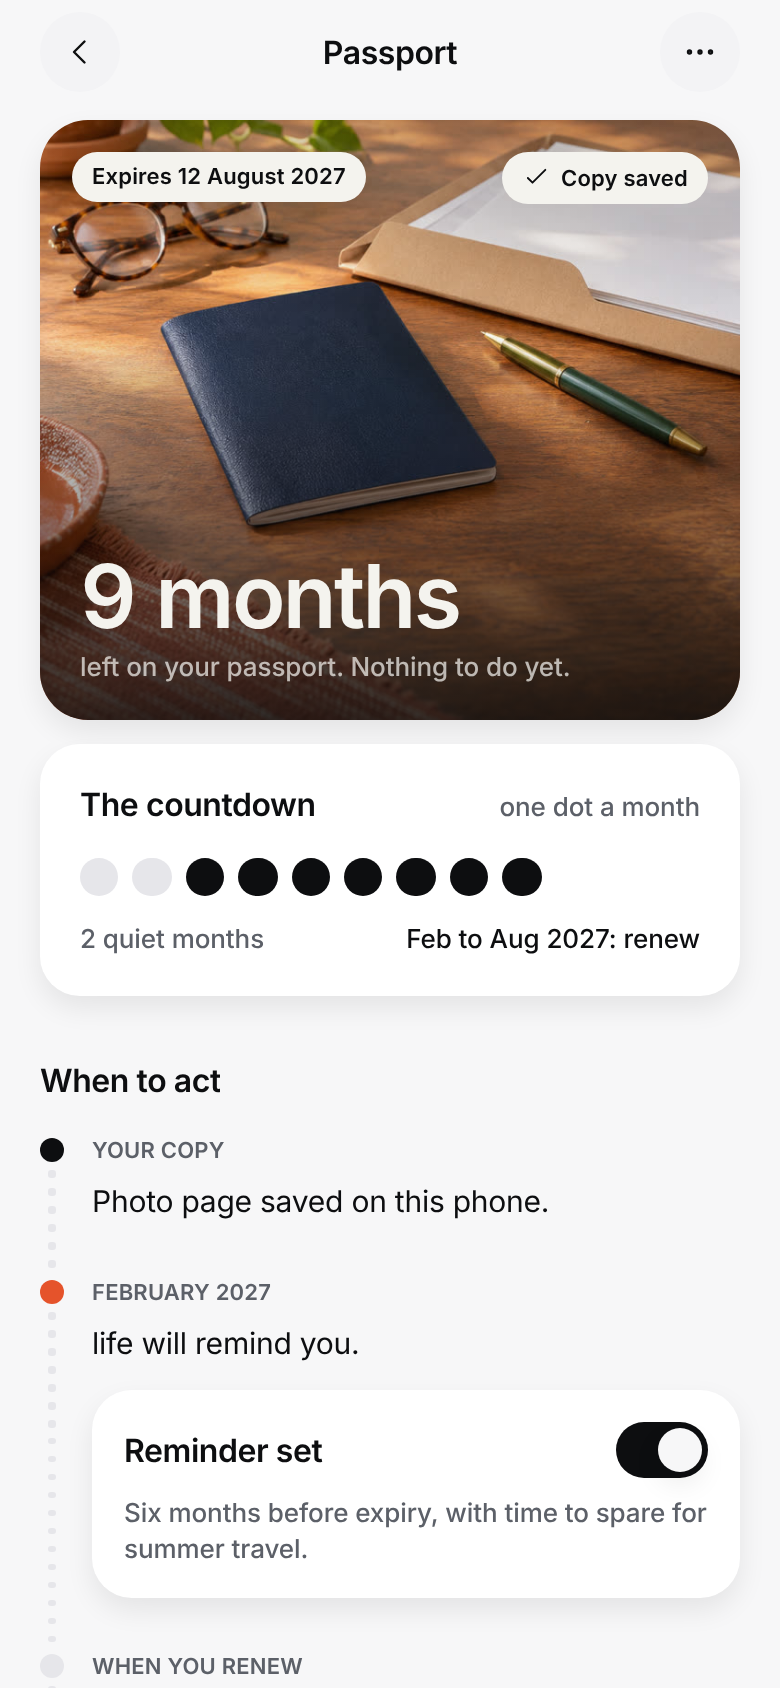 Passport
Expires 12 August 2027
Copy saved
9 months
left on your passport. Nothing to do yet.
The countdown
one dot a month
2 quiet months
Feb to Aug 2027: renew
When to act
YOUR COPY
Photo page saved on this phone.
FEBRUARY 2027
life will remind you.
Reminder set
Six months before expiry, with time to spare for
summer travel.
WHEN YOU RENEW